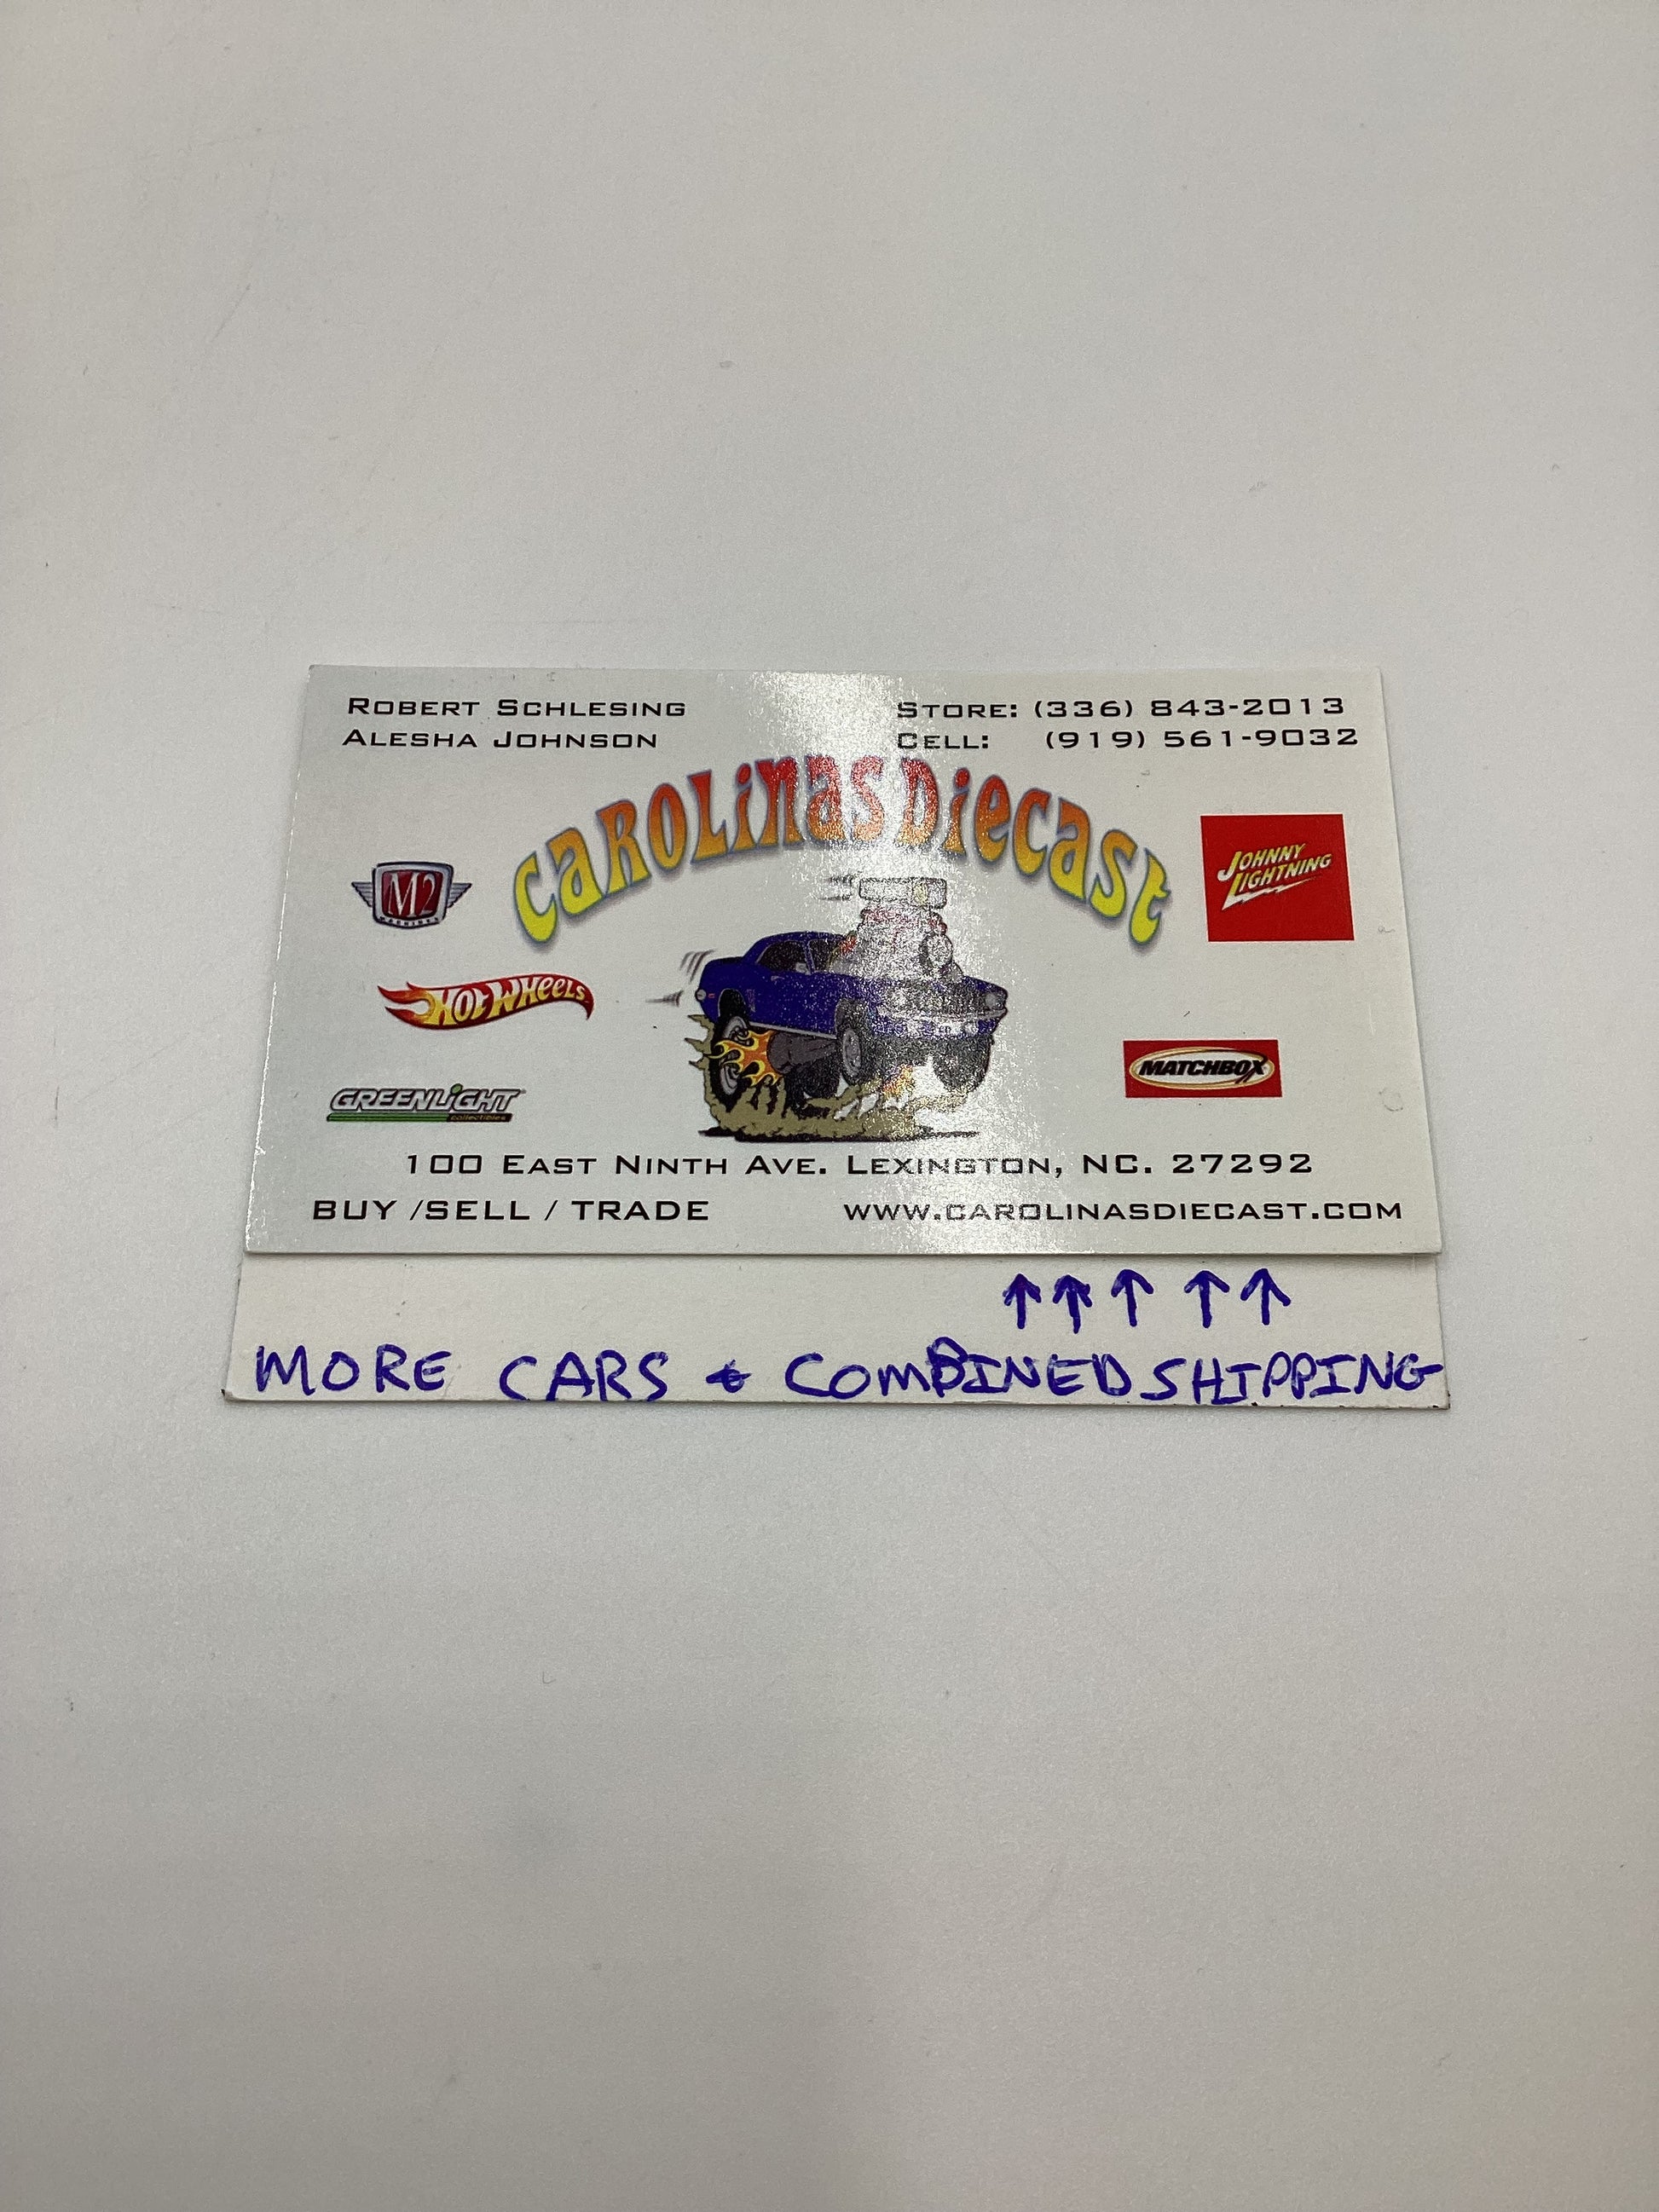 ROBERT SCHLESING
ALESHA JOHNSON
STORE: (336) 843-2013
CELL: (919) 561-9032
CAROLINAS DIECAST
M2
MACHINES
JOHNNY
LIGHTNING
HOT WHEELS
MATCHBOX
GREENLIGHT
collectibles
100 EAST NINTH AVE. LEXINGTON, NC. 27292
BUY /SELL / TRADE
WWW.CAROLINASDIECAST.COM
↑↑↑ ↑↑
MORE CARS & COMBINED SHIPPING